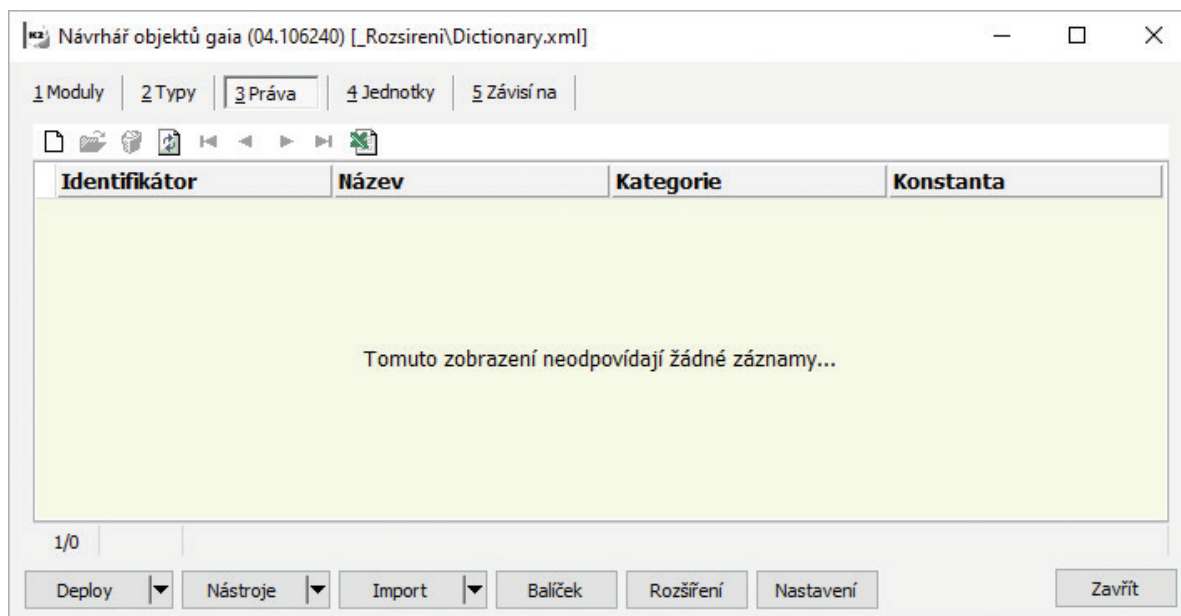 K2 Návrhář objektů gaia (04.106240) [_Rozsireni\Dictionary.xml]
1 Moduly 2 Typy 3 Práva 4 Jednotky 5 Závisí na
Identifikátor Název Kategorie Konstanta
Tomuto zobrazení neodpovídají žádné záznamy...
1/0
Deploy Nástroje Import Balíček Rozšíření Nastavení Zavřít